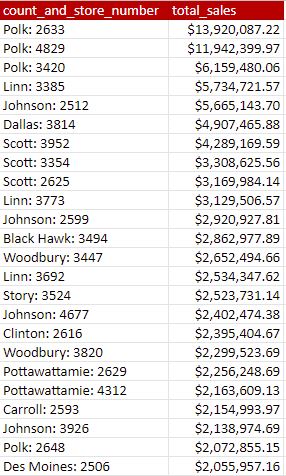 count_and_store_number total_sales
Polk: 2633 $13,920,087.22
Polk: 4829 $11,942,399.97
Polk: 3420 $6,159,480.06
Linn: 3385 $5,734,721.57
Johnson: 2512 $5,665,143.70
Dallas: 3814 $4,907,465.88
Scott: 3952 $4,289,169.59
Scott: 3354 $3,308,625.56
Scott: 2625 $3,169,984.14
Linn: 3773 $3,129,506.57
Johnson: 2599 $2,920,927.81
Black Hawk: 3494 $2,862,977.89
Woodbury: 3447 $2,652,494.66
Linn: 3692 $2,534,347.62
Story: 3524 $2,523,731.14
Johnson: 4677 $2,402,474.38
Clinton: 2616 $2,395,404.67
Woodbury: 3820 $2,299,523.69
Pottawattamie: 2629 $2,256,248.69
Pottawattamie: 4312 $2,163,609.13
Carroll: 2593 $2,154,993.97
Johnson: 3926 $2,138,974.69
Polk: 2648 $2,072,855.15
Des Moines: 2506 $2,055,957.16